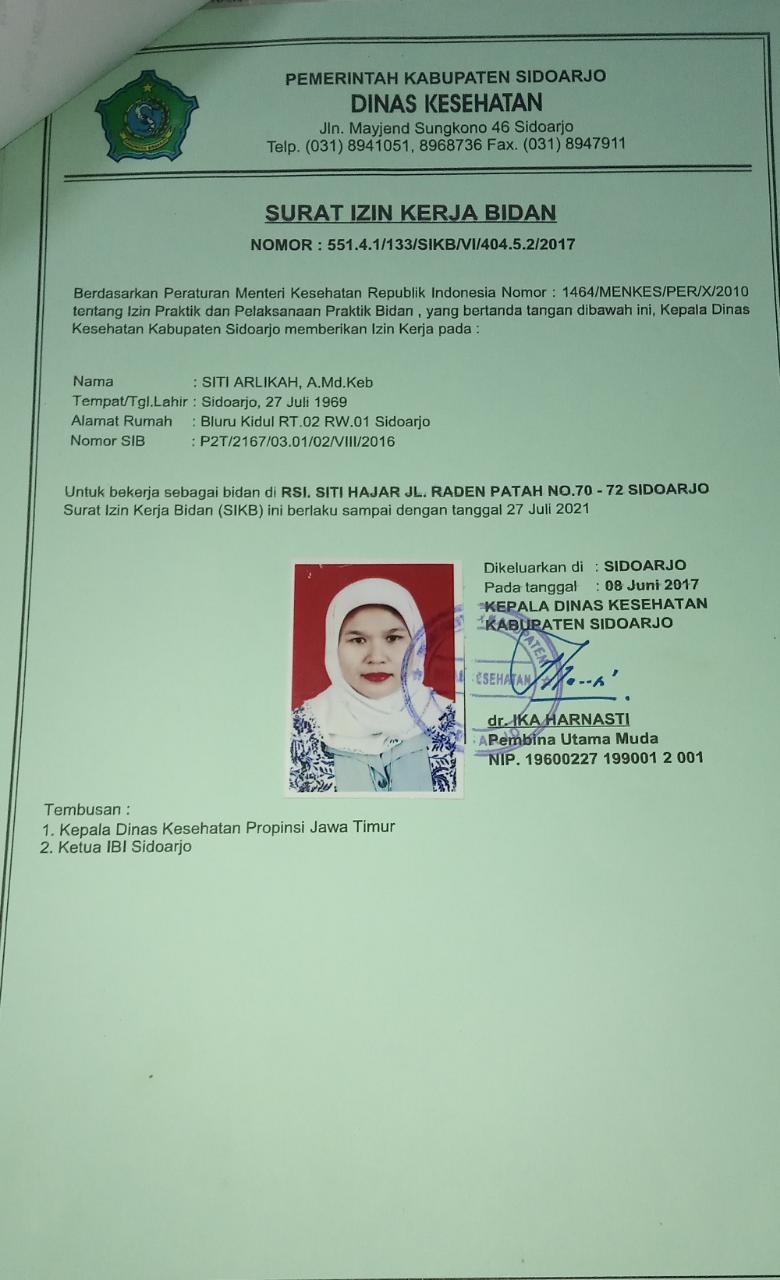 PEMERINTAH KABUPATEN SIDOARJO
DINAS KESEHATAN
Jln. Mayjend Sungkono 46 Sidoarjo
Telp. (031) 8941051, 8968736 Fax. (031) 8947911
SURAT IZIN KERJA BIDAN
NOMOR : 551.4.1/133/SIKB/VI/404.5.2/2017
Berdasarkan Peraturan Menteri Kesehatan Republik Indonesia Nomor : 1464/MENKES/PER/X/2010
tentang Izin Praktik dan Pelaksanaan Praktik Bidan , yang bertanda tangan dibawah ini, Kepala Dinas
Kesehatan Kabupaten Sidoarjo memberikan Izin Kerja pada :
Nama : SITI ARLIKAH, A.Md.Keb
Tempat/Tgl.Lahir : Sidoarjo, 27 Juli 1969
Alamat Rumah : Bluru Kidul RT.02 RW.01 Sidoarjo
Nomor SIB : P2T/2167/03.01/02/VIII/2016
Untuk bekerja sebagai bidan di RSI. SITI HAJAR JL. RADEN PATAH NO.70 - 72 SIDOARJO
Surat Izin Kerja Bidan (SIKB) ini berlaku sampai dengan tanggal 27 Juli 2021
Dikeluarkan di : SIDOARJO
Pada tanggal : 08 Juni 2017
KEPALA DINAS KESEHATAN
KABUPATEN SIDOARJO
dr. IKA HARNASTI
Pembina Utama Muda
NIP. 19600227 199001 2 001
Tembusan :
1. Kepala Dinas Kesehatan Propinsi Jawa Timur
2. Ketua IBI Sidoarjo